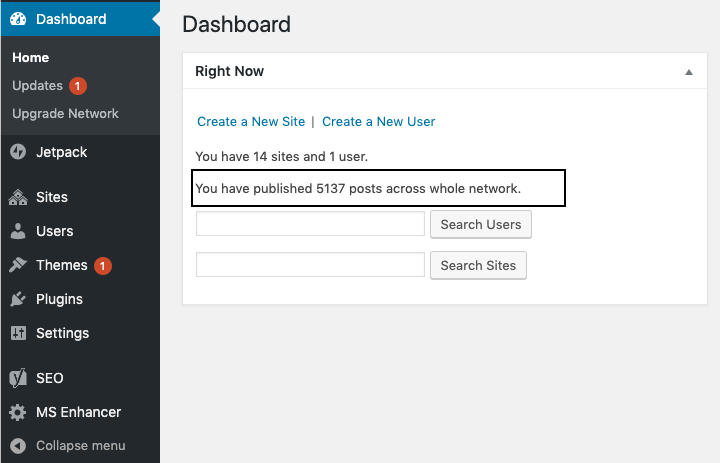 Dashboard
Home
Updates 1
Upgrade Network
Jetpack
Sites
Users
Themes 1
Plugins
Settings
SEO
MS Enhancer
Collapse menu
Dashboard
Right Now
Create a New Site | Create a New User
You have 14 sites and 1 user.
You have published 5137 posts across whole network.
Search Users
Search Sites